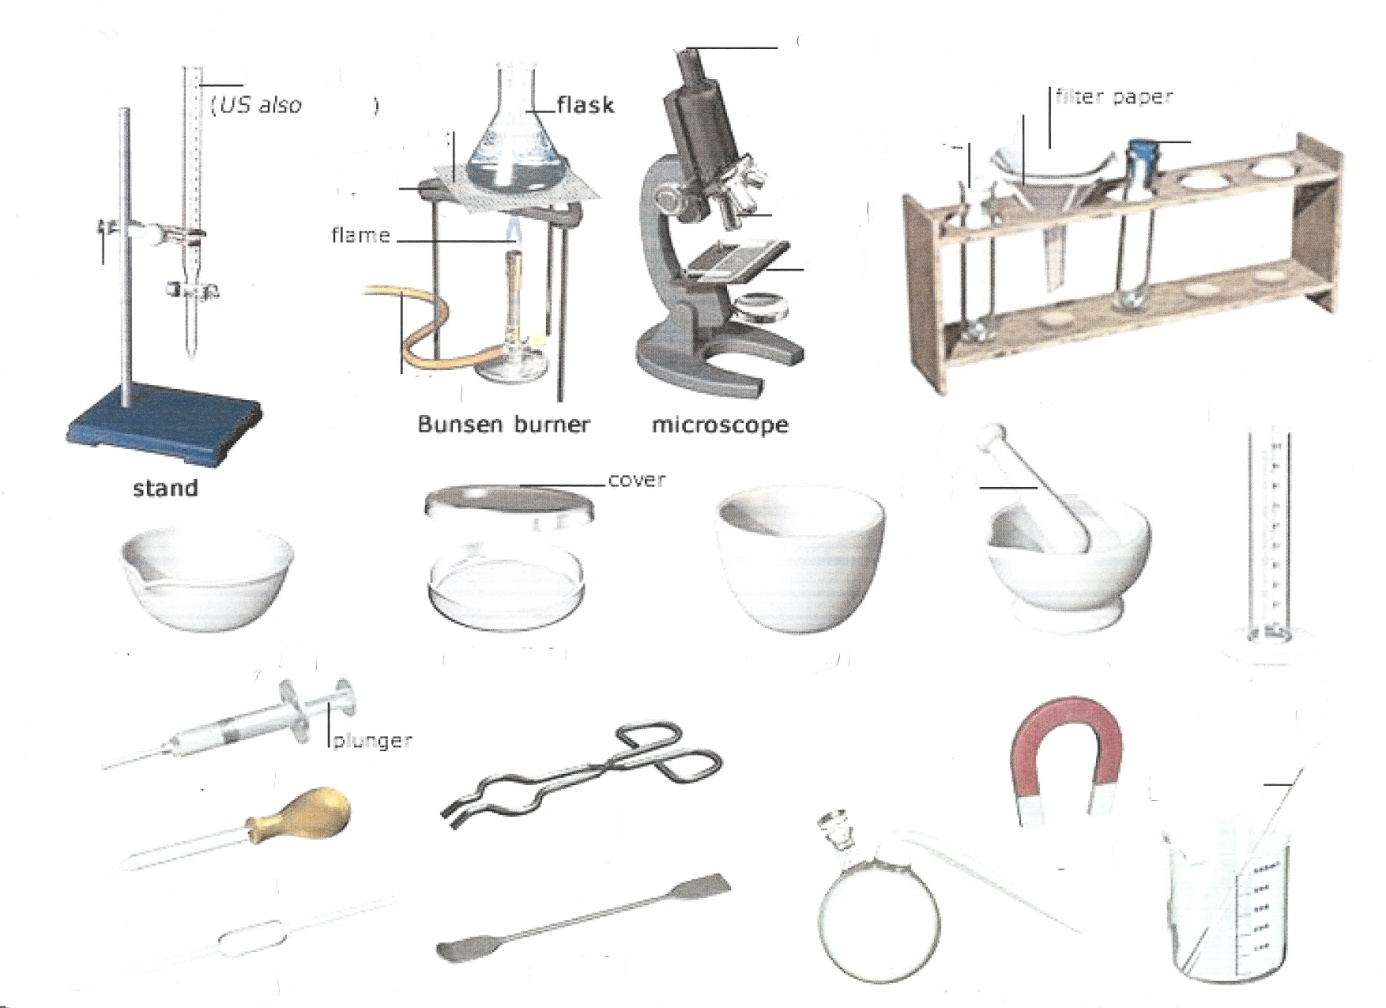 (US also )
flask
filter paper
flame
Bunsen burner
microscope
stand
cover
plunger